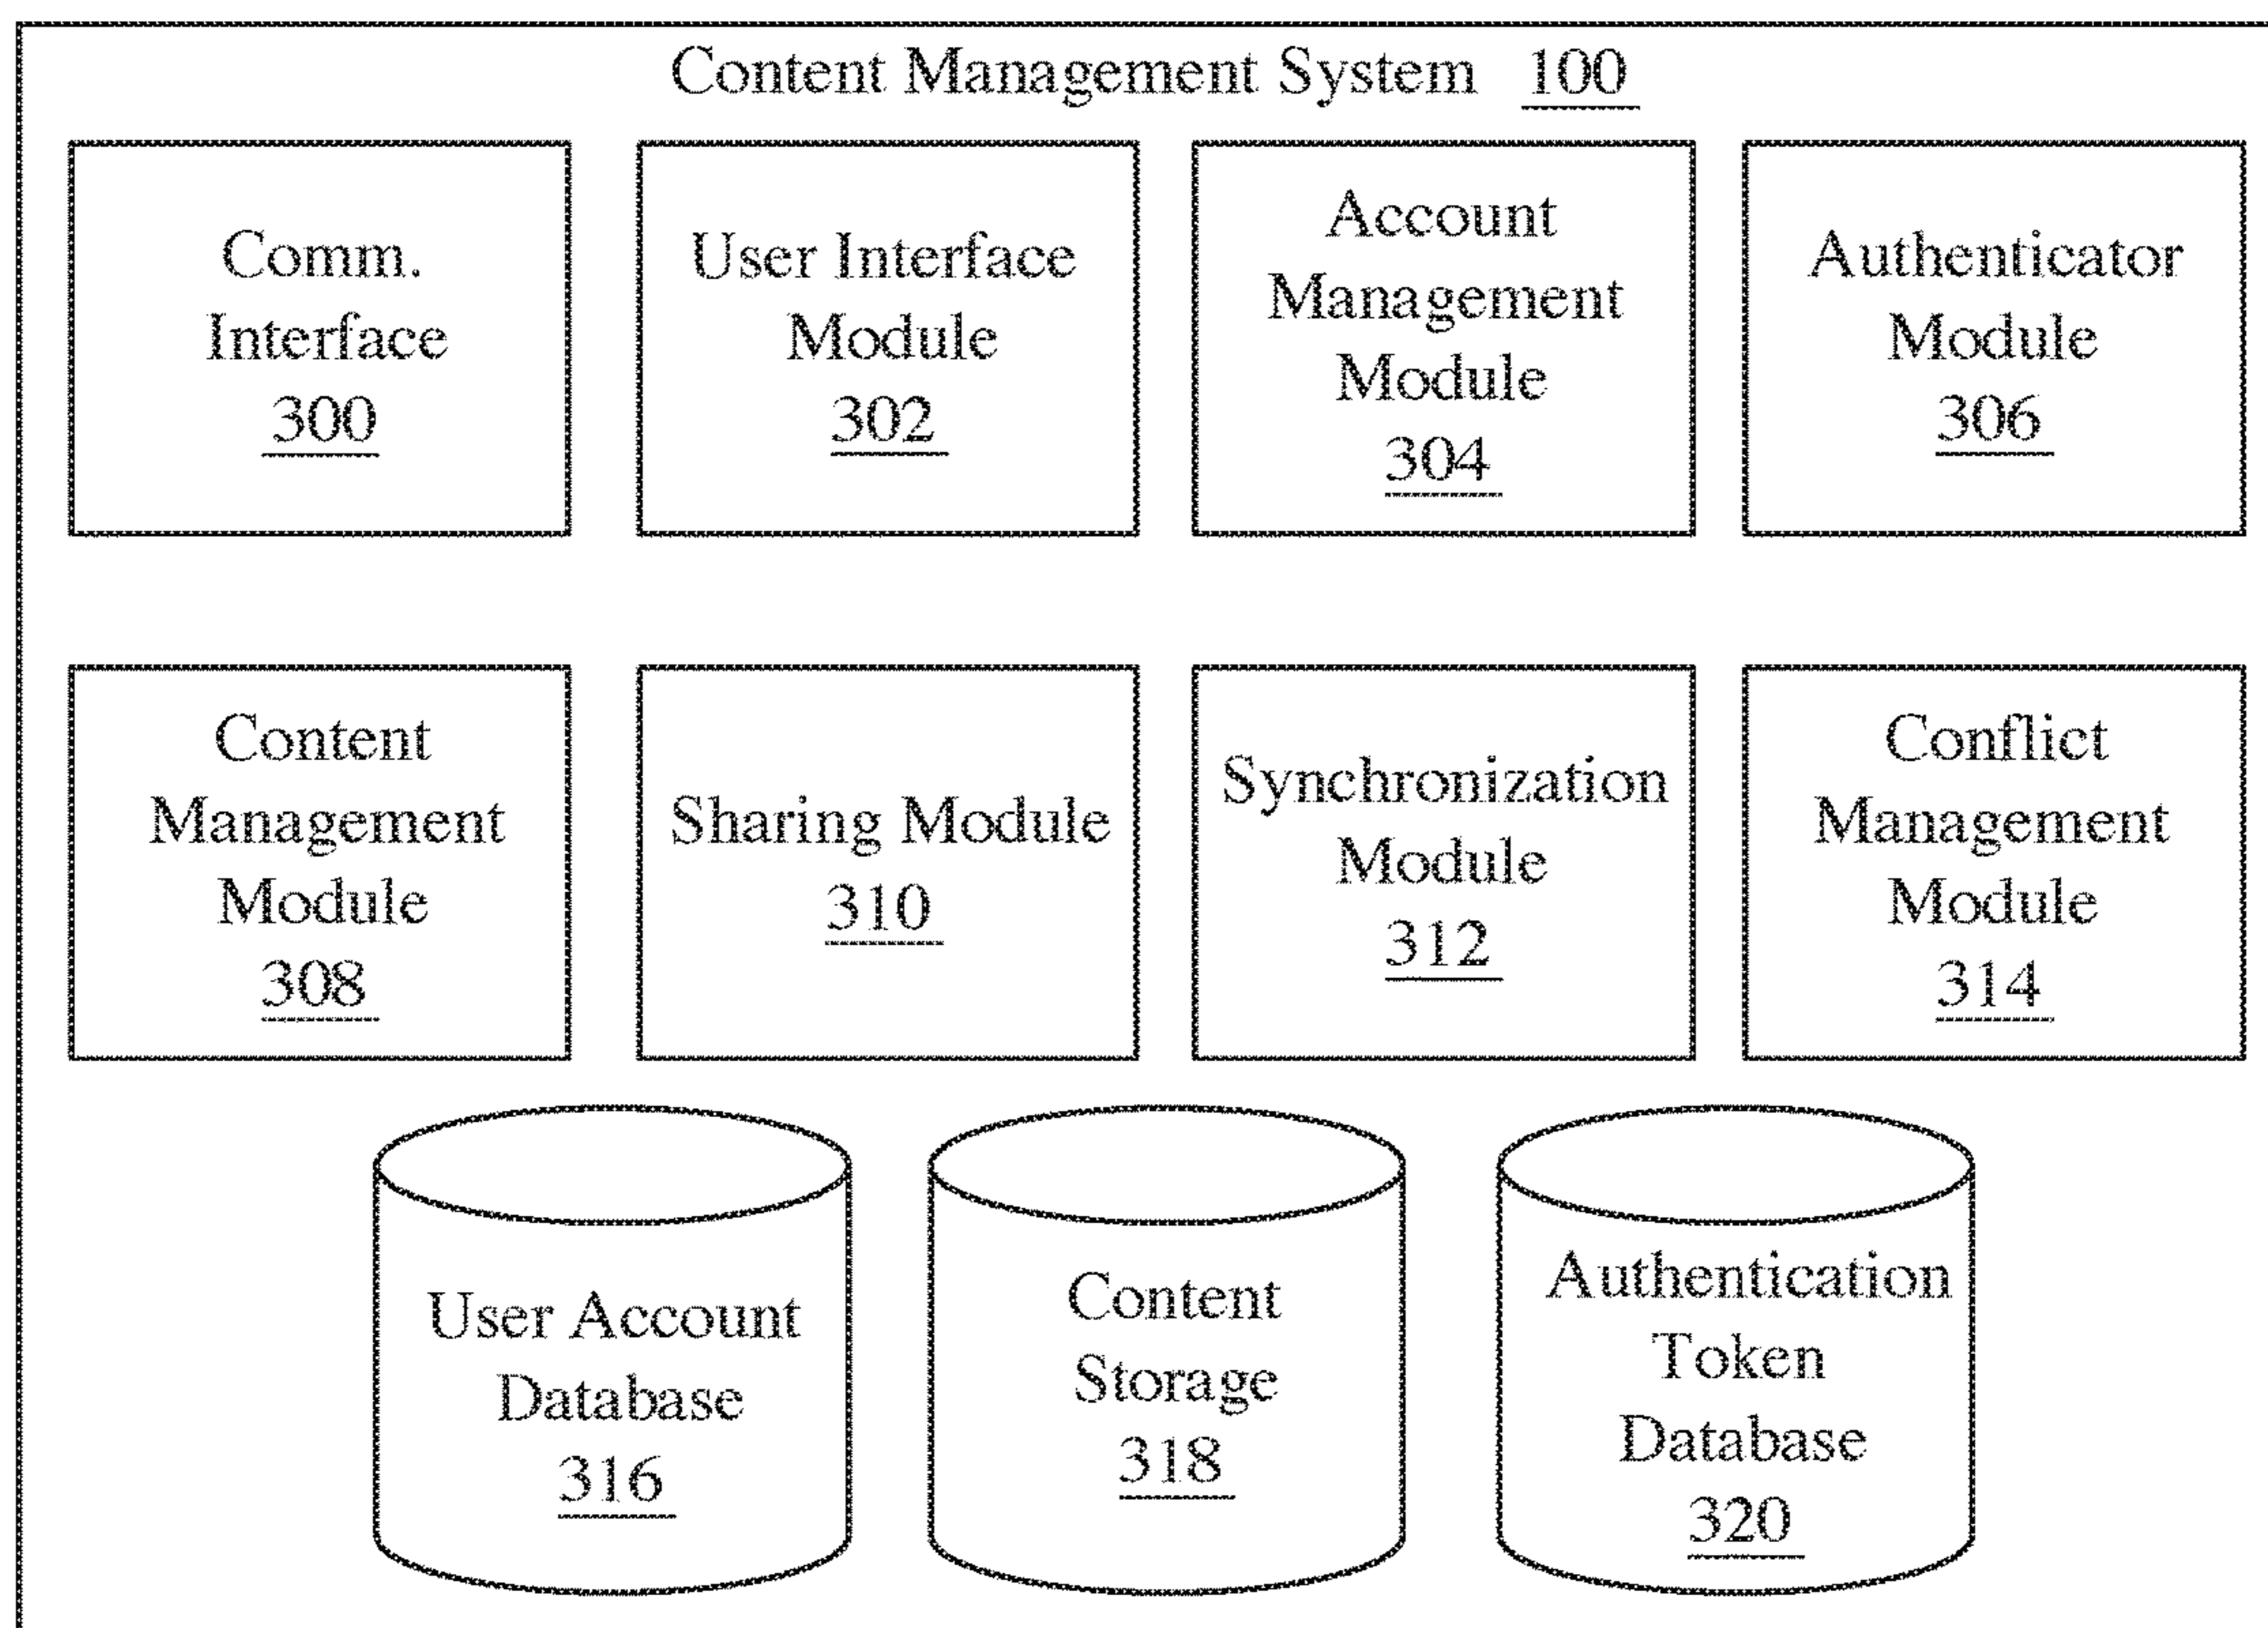 Content Management System 100
Comm.
Interface
300
User Interface
Module
302
Account
Management
Module
304
Authenticator
Module
306
Content
Management
Module
308
Sharing Module
310
Synchronization
Module
312
Conflict
Management
Module
314
User Account
Database
316
Content
Storage
318
Authentication
Token
Database
320